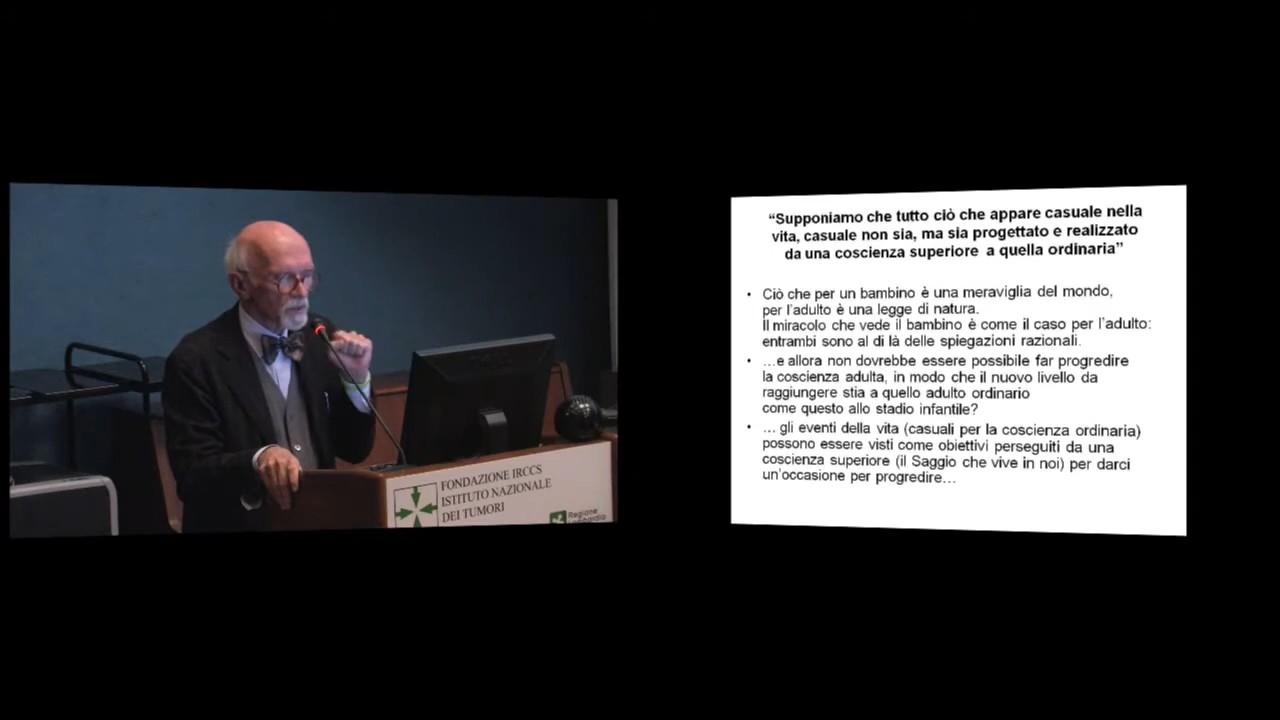 FONDAZIONE IRCCS
ISTITUTO NAZIONALE
DEI TUMORI
Regione
Lombardia
“Supponiamo che tutto ciò che appare casuale nella
vita, casuale non sia, ma sia progettato e realizzato
da una coscienza superiore a quella ordinaria”
• Ciò che per un bambino è una meraviglia del mondo,
per l’adulto è una legge di natura.
Il miracolo che vede il bambino è come il caso per l’adulto:
entrambi sono al di là delle spiegazioni razionali.
• …e allora non dovrebbe essere possibile far progredire
la coscienza adulta, in modo che il nuovo livello da
raggiungere stia a quello adulto ordinario
come questo allo stadio infantile?
• … gli eventi della vita (casuali per la coscienza ordinaria)
possono essere visti come obiettivi perseguiti da una
coscienza superiore (il Saggio che vive in noi) per darci
un’occasione per progredire…